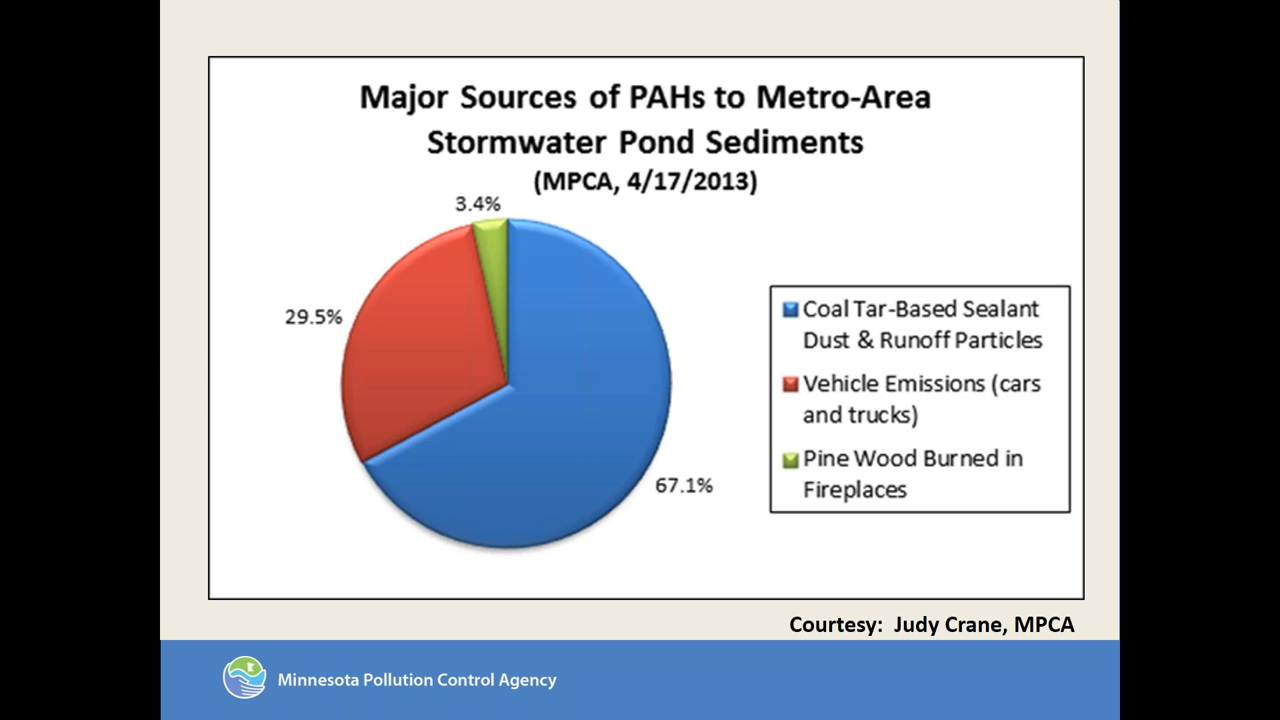 Major Sources of PAHs to Metro-Area
Stormwater Pond Sediments
(MPCA, 4/17/2013)
3.4%
29.5%
67.1%
Coal Tar-Based Sealant
Dust & Runoff Particles
Vehicle Emissions (cars
and trucks)
Pine Wood Burned in
Fireplaces
Courtesy: Judy Crane, MPCA
Minnesota Pollution Control Agency